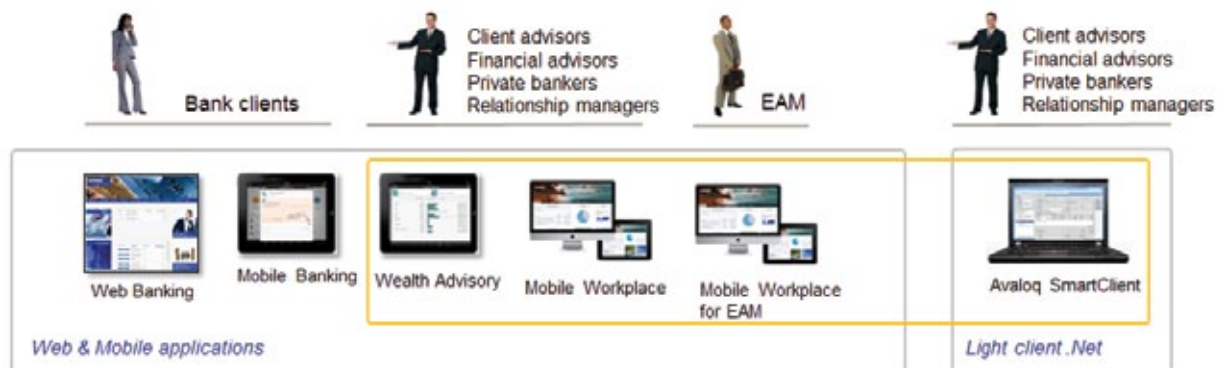 Bank clients
Client advisors
Financial advisors
Private bankers
Relationship managers
EAM
Client advisors
Financial advisors
Private bankers
Relationship managers
Web Banking
Mobile Banking
Wealth Advisory
Mobile Workplace
Mobile Workplace
for EAM
Avaloq SmartClient
Web & Mobile applications
Light client .Net